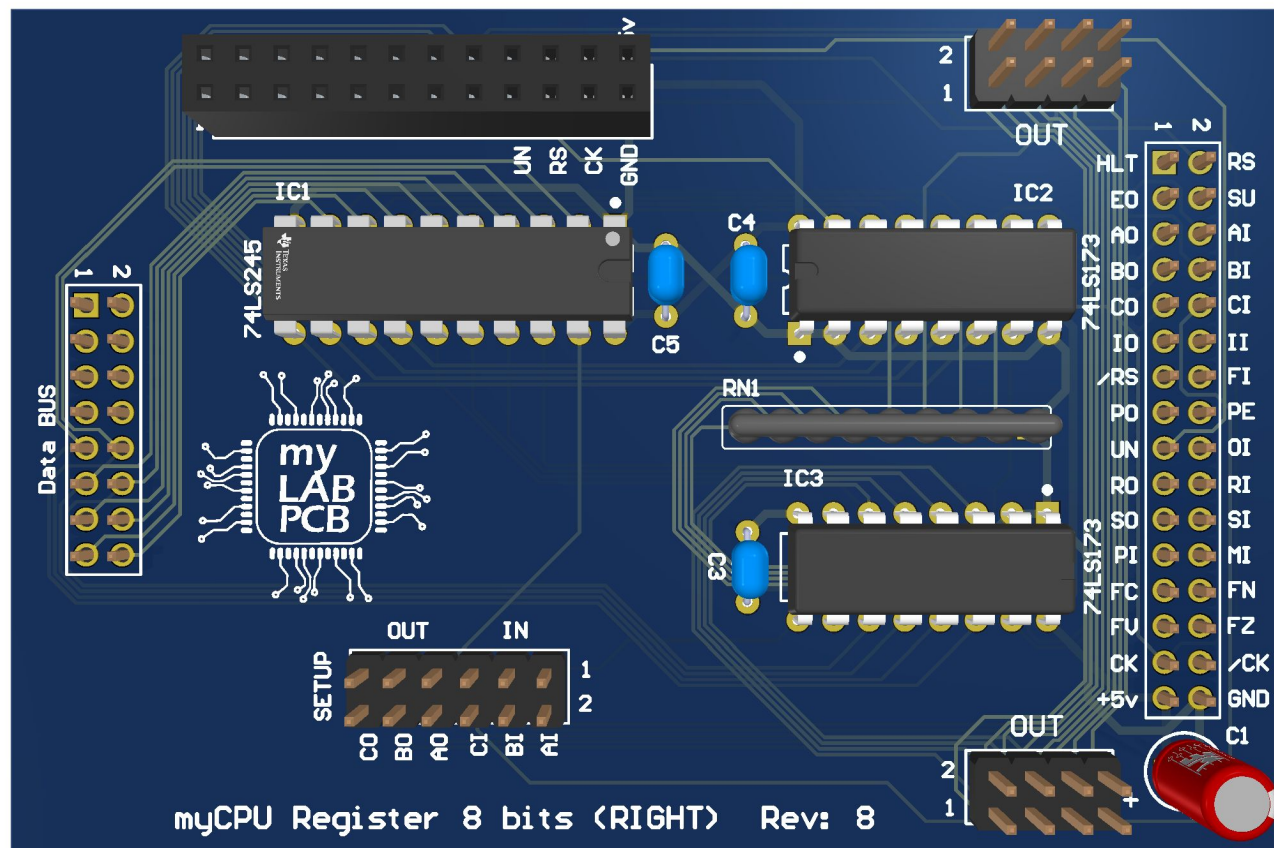 5v
2
1
OUT
UN
RS
CK
GND
IC1
74LS245
TEXAS
INSTRUMENTS
C5
C4
IC2
74LS173
1 2
HLT RS
EO SU
AO AI
BO BI
CO CI
IO II
/RS FI
PO PE
UN OI
RO RI
SO SI
PI MI
FC FN
FV FZ
CK /CK
+5v GND
1 2
Data BUS
my
LAB
PCB
RN1
IC3
C3
74LS173
OUT IN
SETUP
1
2
CO BO AO CI BI AI
OUT
2
1
+
C1
myCPU Register 8 bits (RIGHT) Rev: 8